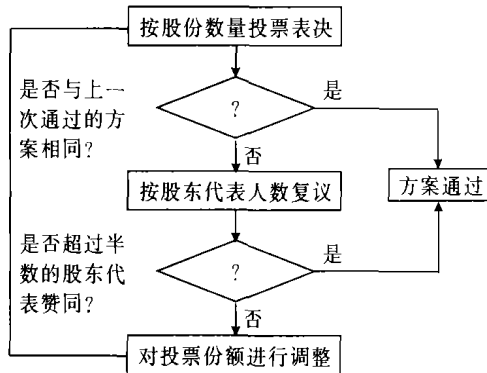 按股份数量投票表决
是否与上一
次通过的方
案相同?
?
是
否
按股东代表人数复议
方案通过
是否超过半
数的股东代
表赞同?
?
是
否
对投票份额进行调整